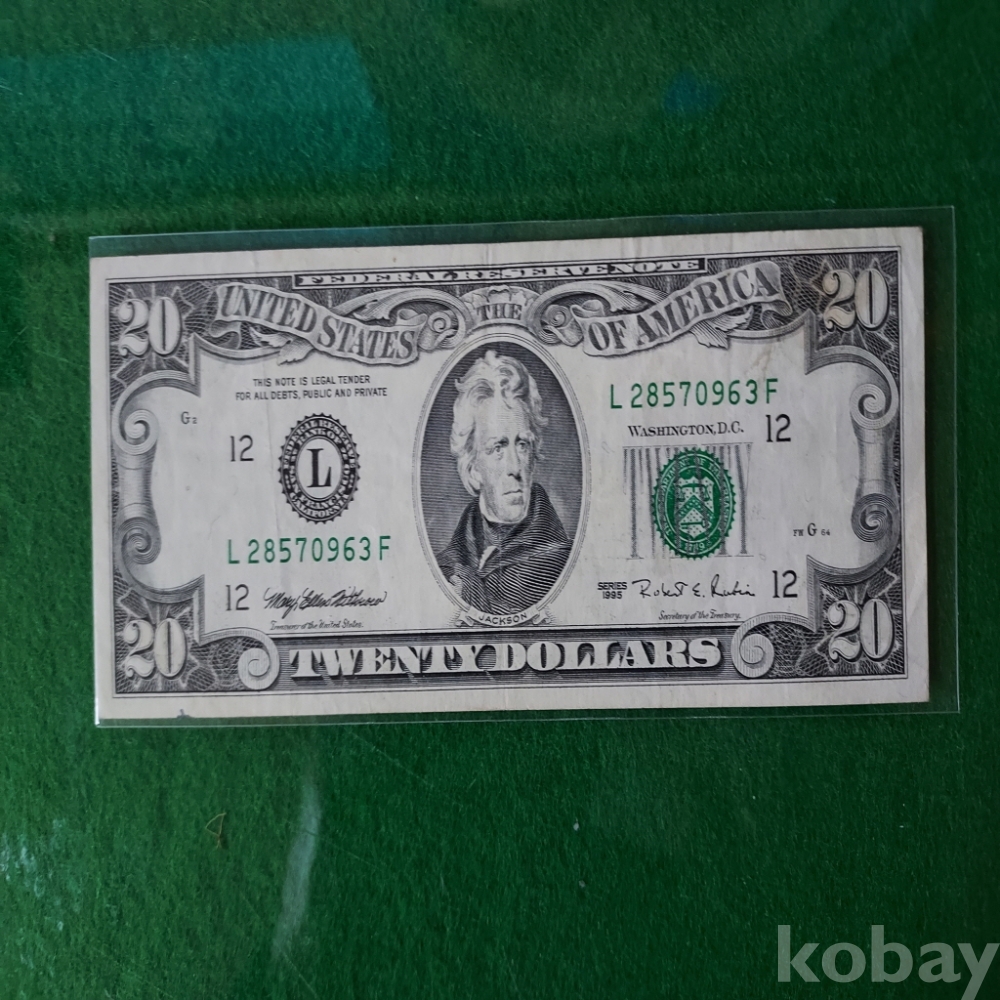 FEDERAL RESERVE NOTE
UNITED STATES THE OF AMERICA
20
20
THIS NOTE IS LEGAL TENDER
FOR ALL DEBTS, PUBLIC AND PRIVATE
L 28570963 F
WASHINGTON, D.C.
G2
12
12
L
FW G 64
L 28570963 F
12
SERIES
1995
Robert E. Rubin
12
Treasurer of the United States.
JACKSON
Secretary of the Treasury.
20
20
TWENTY DOLLARS
kobay